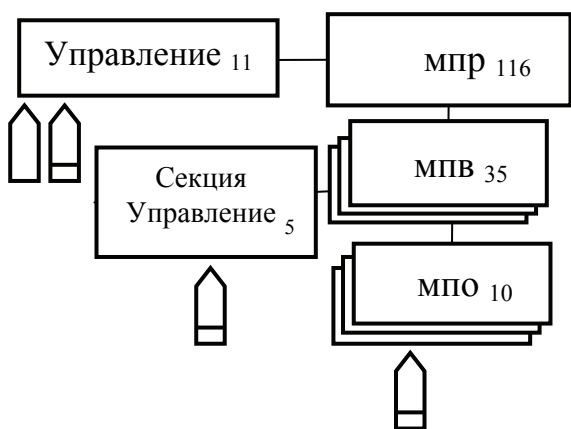 Управление 11
мпр 116
мпв 35
Секция
Управление 5
мпо 10